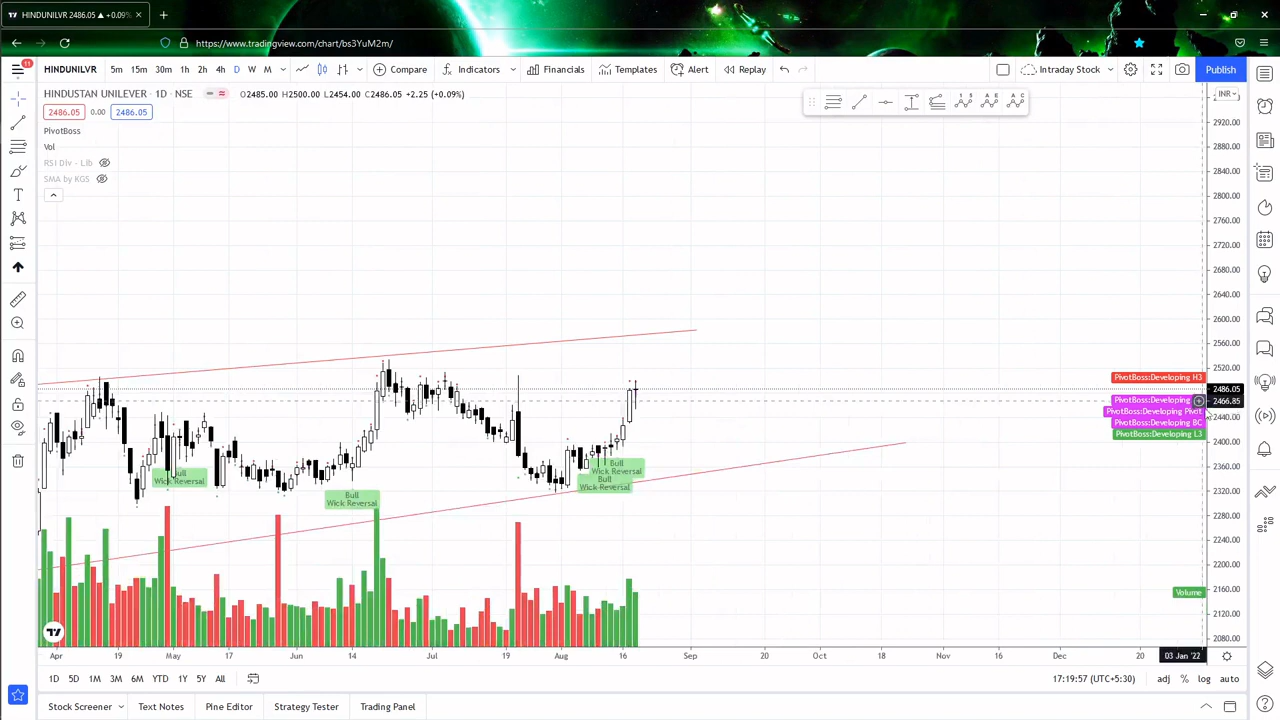 HINDUNILVR 2486.05 ▲ +0.09%
https://www.tradingview.com/chart/bs3YuM2m/
11
HINDUNILVR 5m 15m 30m 1h 2h 4h D W M Compare Indicators Financials Templates Alert Replay Intraday Stock Publish
HINDUSTAN UNILEVER · 1D · NSE O2485.00 H2500.00 L2454.00 C2486.05 +2.25 (+0.09%)
INR
2486.05 0.00 2486.05
PivotBoss
Vol
RSI Div - Lib
SMA by KGS
2920.00
2880.00
2840.00
2800.00
2760.00
2720.00
2680.00
2640.00
2600.00
2560.00
2520.00
PivotBoss:Developing H3
2486.05
PivotBoss:Developing
2466.85
PivotBoss:Developing Pivot
2440.00
PivotBoss:Developing BC
PivotBoss:Developing L3
2400.00
2360.00
2320.00
2280.00
2240.00
2200.00
2160.00
2120.00
2080.00
Bull
Wick Reversal
Bull
Wick Reversal
Bull
Wick Reversal
Bull
Wick Reversal
Volume
Apr 19 May 17 Jun 14 Jul 19 Aug 16 Sep 20 Oct 18 Nov 16 Dec 20 03 Jan '22
1D 5D 1M 3M 6M YTD 1Y 5Y All 17:19:57 (UTC+5:30) adj % log auto
Stock Screener Text Notes Pine Editor Strategy Tester Trading Panel